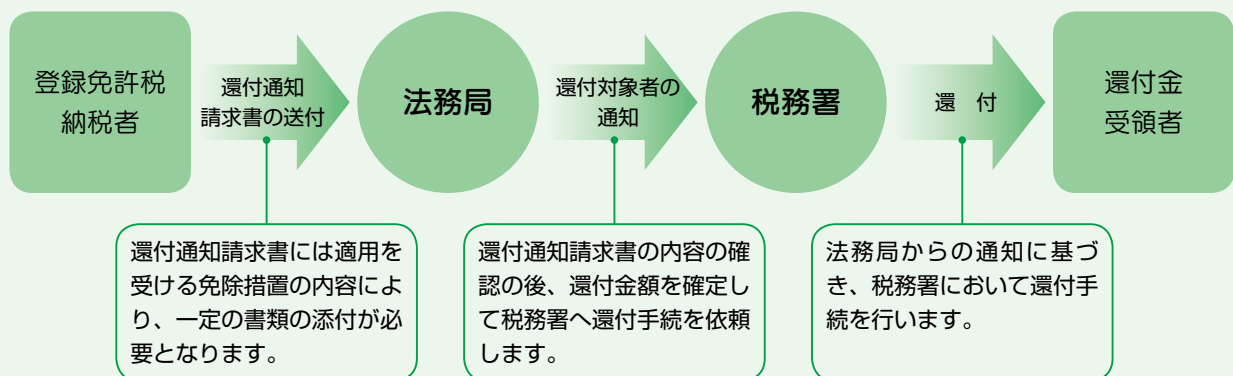 登録免許税
納税者
還付通知
請求書の送付
法務局
還付対象者の
通知
税務署
還　付
還付金
受領者
還付通知請求書には適用を
受ける免除措置の内容によ
り、一定の書類の添付が必
要となります。
還付通知請求書の内容の確
認の後、還付金額を確定し
て税務署へ還付手続を依頼
します。
法務局からの通知に基づ
き、税務署において還付手
続を行います。